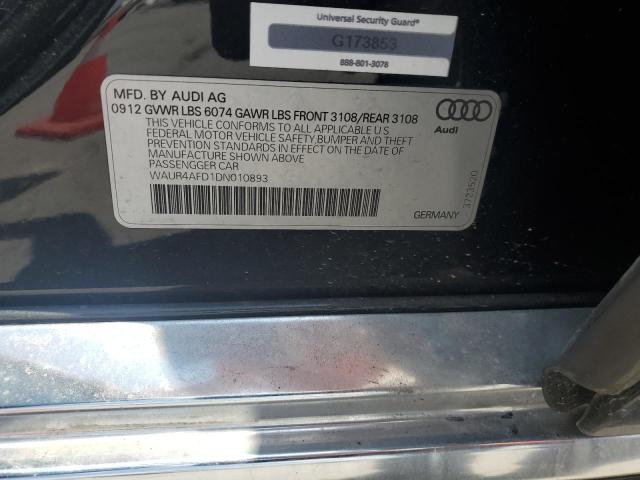 Universal Security Guard®
G173853
888-801-3078
MFD. BY AUDI AG
0912 GVWR LBS 6074 GAWR LBS FRONT 3108/REAR 3108
THIS VEHICLE CONFORMS TO ALL APPLICABLE U S
FEDERAL MOTOR VEHICLE SAFETY,BUMPER AND THEFT
PREVENTION STANDARDS IN EFFECT ON THE DATE OF
MANUFACTURE SHOWN ABOVE
PASSENGGER CAR
WAUR4AFD1DN010893
Audi
3723520
GERMANY